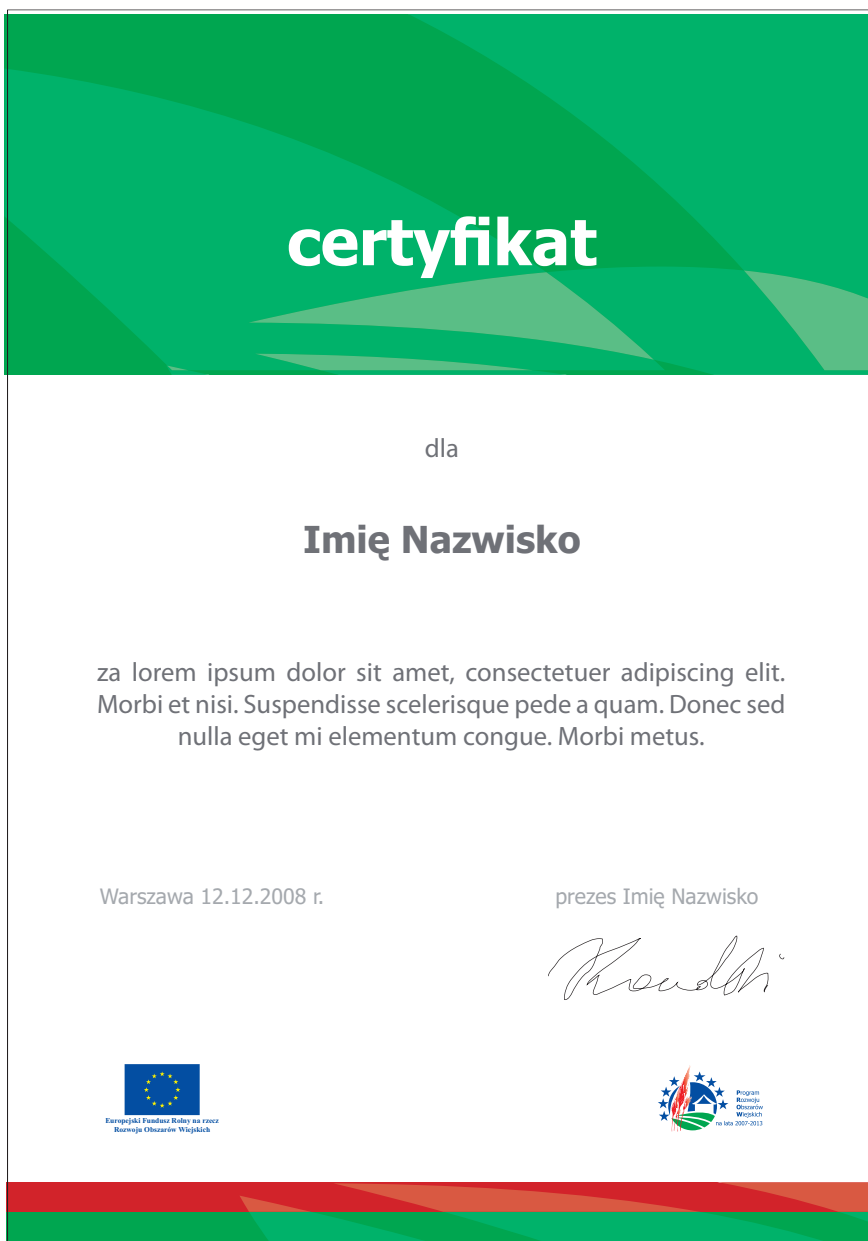 certyfikat
dla
Imię Nazwisko
za lorem ipsum dolor sit amet, consectetuer adipiscing elit.
Morbi et nisi. Suspendisse scelerisque pede a quam. Donec sed
nulla eget mi elementum congue. Morbi metus.
Warszawa 12.12.2008 r.
prezes Imię Nazwisko
Europejski Fundusz Rolny na rzecz
Rozwoju Obszarów Wiejskich
Program
Rozwoju
Obszarów
Wiejskich
na lata 2007-2013